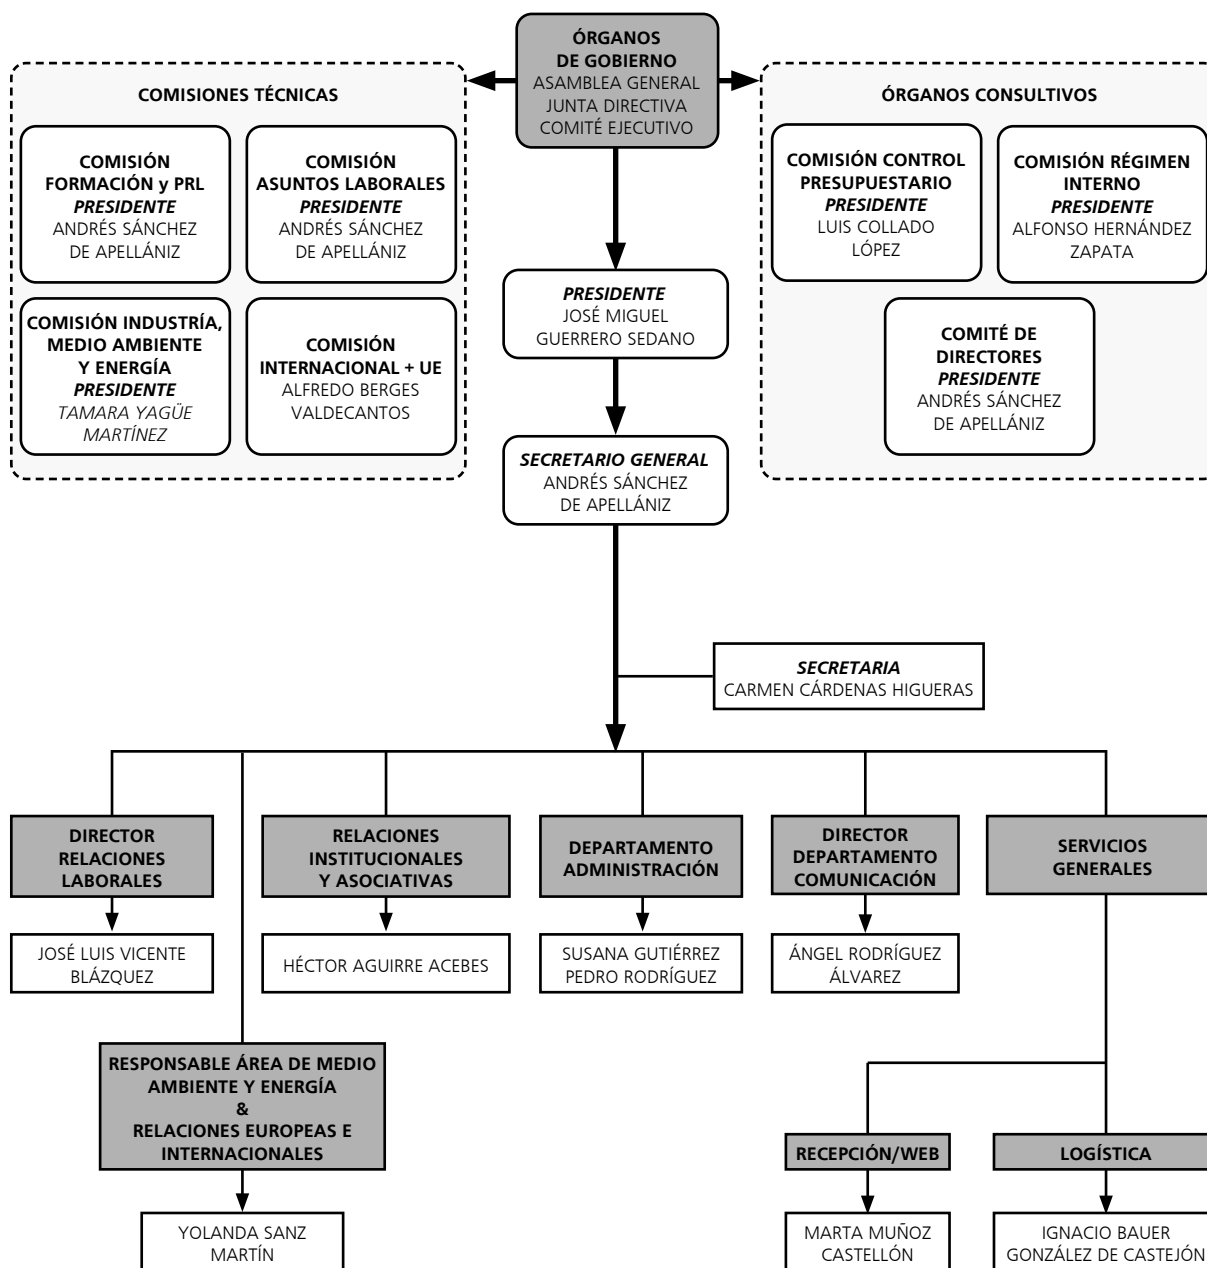 ÓRGANOS
DE GOBIERNO
ASAMBLEA GENERAL
JUNTA DIRECTIVA
COMITÉ EJECUTIVO
COMISIONES TÉCNICAS
COMISIÓN
FORMACIÓN y PRL
PRESIDENTE
ANDRÉS SÁNCHEZ
DE APELLÁNIZ
COMISIÓN
ASUNTOS LABORALES
PRESIDENTE
ANDRÉS SÁNCHEZ
DE APELLÁNIZ
COMISIÓN INDUSTRÍA,
MEDIO AMBIENTE
Y ENERGÍA
PRESIDENTE
TAMARA YAGÜE
MARTÍNEZ
COMISIÓN
INTERNACIONAL + UE
ALFREDO BERGES
VALDECANTOS
ÓRGANOS CONSULTIVOS
COMISIÓN CONTROL
PRESUPUESTARIO
PRESIDENTE
LUIS COLLADO
LÓPEZ
COMISIÓN RÉGIMEN
INTERNO
PRESIDENTE
ALFONSO HERNÁNDEZ
ZAPATA
COMITÉ DE
DIRECTORES
PRESIDENTE
ANDRÉS SÁNCHEZ
DE APELLÁNIZ
PRESIDENTE
JOSÉ MIGUEL
GUERRERO SEDANO
SECRETARIO GENERAL
ANDRÉS SÁNCHEZ
DE APELLÁNIZ
SECRETARIA
CARMEN CÁRDENAS HIGUERAS
DIRECTOR
RELACIONES
LABORALES
JOSÉ LUIS VICENTE
BLÁZQUEZ
RELACIONES
INSTITUCIONALES
Y ASOCIATIVAS
HÉCTOR AGUIRRE ACEBES
DEPARTAMENTO
ADMINISTRACIÓN
SUSANA GUTIÉRREZ
PEDRO RODRÍGUEZ
DIRECTOR
DEPARTAMENTO
COMUNICACIÓN
ÁNGEL RODRÍGUEZ
ÁLVAREZ
SERVICIOS
GENERALES
RESPONSABLE ÁREA DE MEDIO
AMBIENTE Y ENERGÍA
&
RELACIONES EUROPEAS E
INTERNACIONALES
YOLANDA SANZ
MARTÍN
RECEPCIÓN/WEB
MARTA MUÑOZ
CASTELLÓN
LOGÍSTICA
IGNACIO BAUER
GONZÁLEZ DE CASTEJÓN